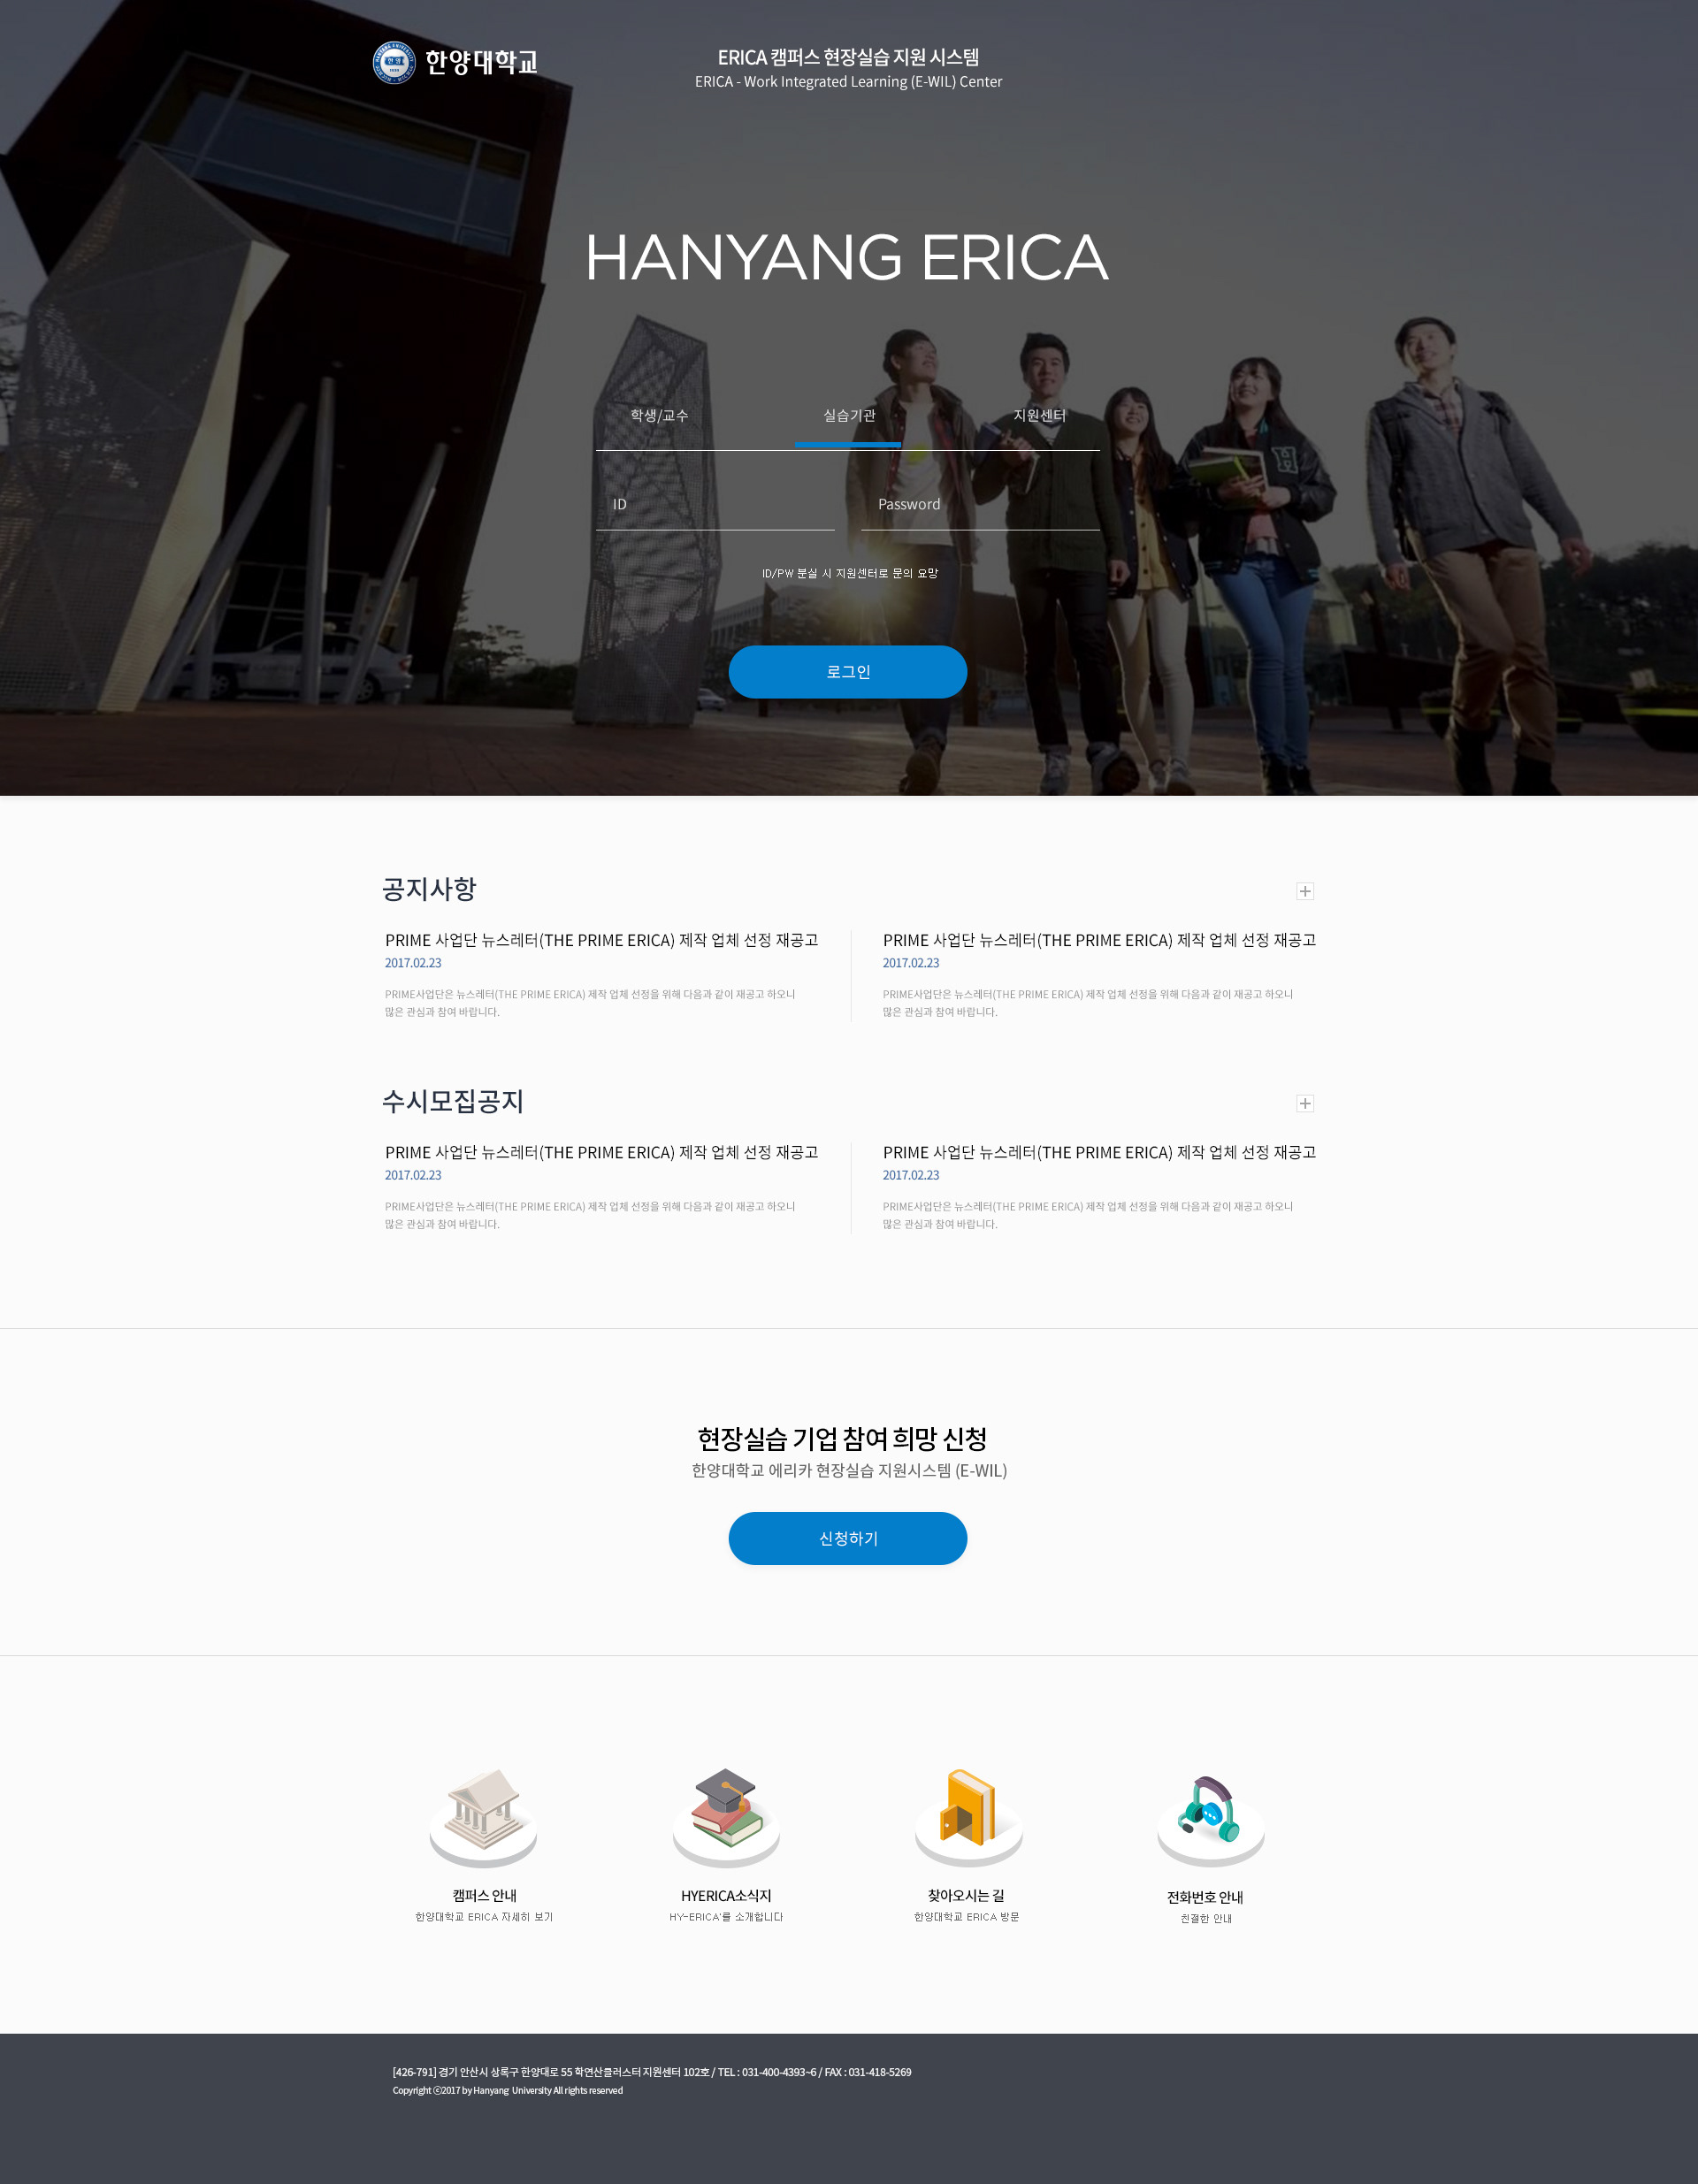 한양대학교
ERICA 캠퍼스 현장실습 지원 시스템
ERICA - Work Integrated Learning (E-WIL) Center
HANYANG ERICA
학생/교수 실습기관 지원센터
ID Password
ID/PW 분실 시 지원센터로 문의 요망
로그인
공지사항
PRIME 사업단 뉴스레터(THE PRIME ERICA) 제작 업체 선정 재공고
2017.02.23
PRIME사업단은 뉴스레터(THE PRIME ERICA) 제작 업체 선정을 위해 다음과 같이 재공고 하오니
많은 관심과 참여 바랍니다.
PRIME 사업단 뉴스레터(THE PRIME ERICA) 제작 업체 선정 재공고
2017.02.23
PRIME사업단은 뉴스레터(THE PRIME ERICA) 제작 업체 선정을 위해 다음과 같이 재공고 하오니
많은 관심과 참여 바랍니다.
수시모집공지
PRIME 사업단 뉴스레터(THE PRIME ERICA) 제작 업체 선정 재공고
2017.02.23
PRIME사업단은 뉴스레터(THE PRIME ERICA) 제작 업체 선정을 위해 다음과 같이 재공고 하오니
많은 관심과 참여 바랍니다.
PRIME 사업단 뉴스레터(THE PRIME ERICA) 제작 업체 선정 재공고
2017.02.23
PRIME사업단은 뉴스레터(THE PRIME ERICA) 제작 업체 선정을 위해 다음과 같이 재공고 하오니
많은 관심과 참여 바랍니다.
현장실습 기업 참여 희망 신청
한양대학교 에리카 현장실습 지원시스템 (E-WIL)
신청하기
캠퍼스 안내
한양대학교 ERICA 자세히 보기
HYERICA소식지
HY-ERICA'를 소개합니다
찾아오시는 길
한양대학교 ERICA 방문
전화번호 안내
친절한 안내
[426-791] 경기 안산시 상록구 한양대로 55 학연산클러스터 지원센터 102호 / TEL : 031-400-4393~6 / FAX : 031-418-5269
Copyright ⓒ2017 by Hanyang University All rights reserved